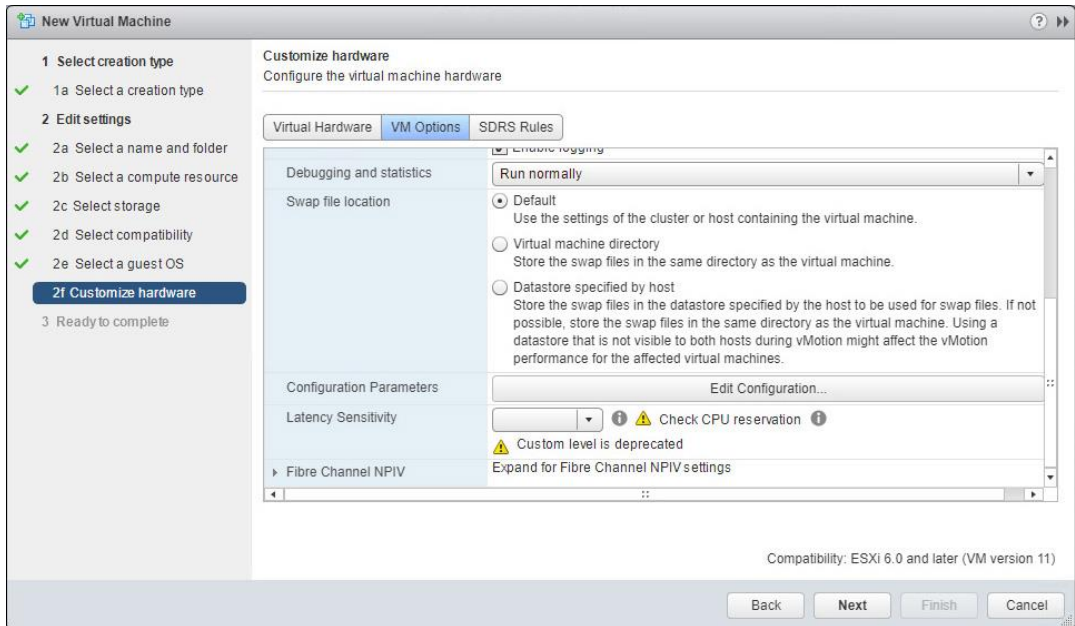 New Virtual Machine
1 Select creation type
1a Select a creation type
2 Edit settings
2a Select a name and folder
2b Select a compute resource
2c Select storage
2d Select compatibility
2e Select a guest OS
2f Customize hardware
3 Ready to complete
Customize hardware
Configure the virtual machine hardware
Virtual Hardware VM Options SDRS Rules
Enable logging
Debugging and statistics Run normally
Swap file location Default
Use the settings of the cluster or host containing the virtual machine.
Virtual machine directory
Store the swap files in the same directory as the virtual machine.
Datastore specified by host
Store the swap files in the datastore specified by the host to be used for swap files. If not
possible, store the swap files in the same directory as the virtual machine. Using a
datastore that is not visible to both hosts during vMotion might affect the vMotion
performance for the affected virtual machines.
Configuration Parameters Edit Configuration...
Latency Sensitivity Check CPU reservation
Custom level is deprecated
Fibre Channel NPIV Expand for Fibre Channel NPIV settings
Compatibility: ESXi 6.0 and later (VM version 11)
Back Next Finish Cancel